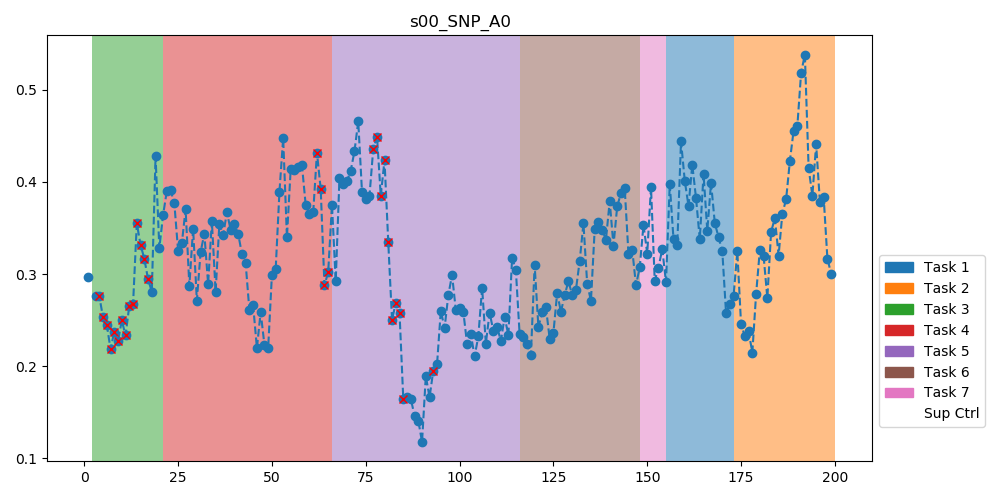 s00_SNP_A0
0.5
0.4
0.3
0.2
0.1
0 25 50 75 100 125 150 175 200
Task 1
Task 2
Task 3
Task 4
Task 5
Task 6
Task 7
Sup Ctrl